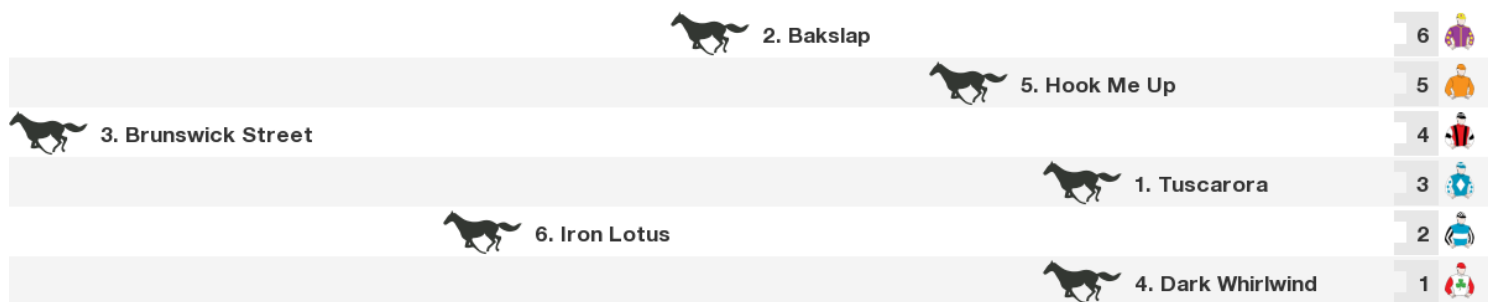 2. Bakslap 6
5. Hook Me Up 5
3. Brunswick Street 4
1. Tuscarora 3
6. Iron Lotus 2
4. Dark Whirlwind 1